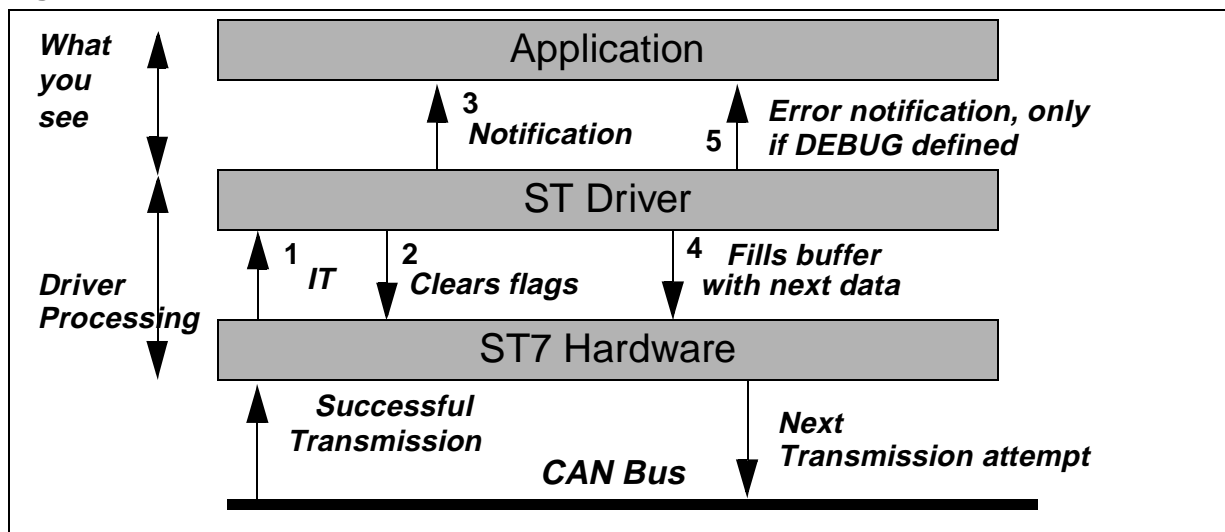 What
you
see
Application
3
Notification
5
Error notification, only
if DEBUG defined
ST Driver
1
IT
2
Clears flags
4
Fills buffer
with next data
Driver
Processing
ST7 Hardware
Successful
Transmission
Next
Transmission attempt
CAN Bus